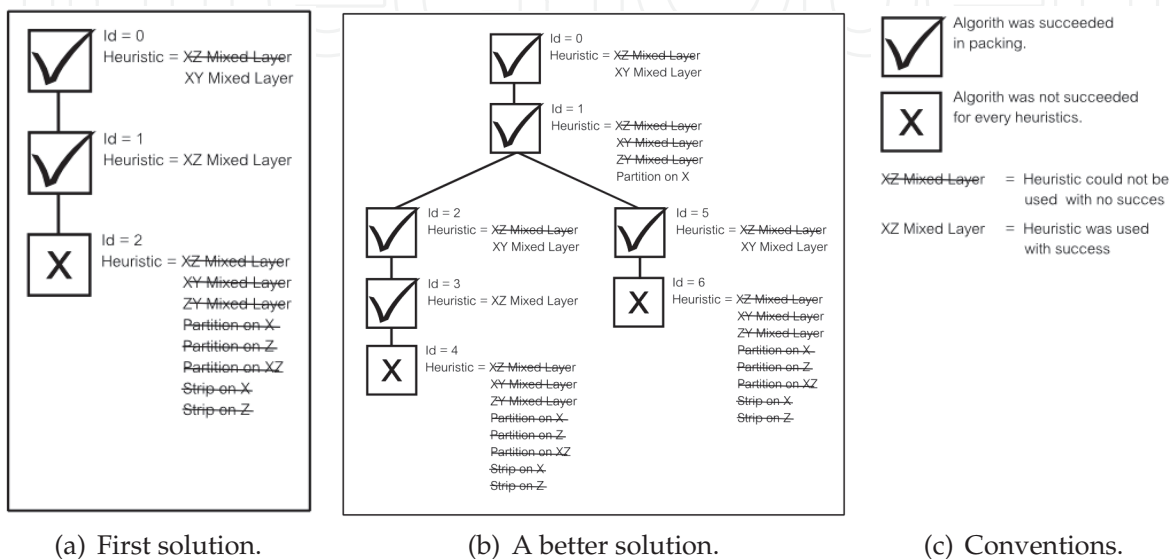 Id = 0
Heuristic = XZ Mixed Layer
XY Mixed Layer
Id = 1
Heuristic = XZ Mixed Layer
X
Id = 2
Heuristic = XZ Mixed Layer
XY Mixed Layer
ZY Mixed Layer
Partition on X
Partition on Z
Partition on XZ
Strip on X
Strip on Z
(a) First solution.
Id = 0
Heuristic = XZ Mixed Layer
XY Mixed Layer
Id = 1
Heuristic = XZ Mixed Layer
XY Mixed Layer
ZY Mixed Layer
Partition on X
Id = 2
Heuristic = XZ Mixed Layer
XY Mixed Layer
Id = 3
Heuristic = XZ Mixed Layer
X
Id = 4
Heuristic = XZ Mixed Layer
XY Mixed Layer
ZY Mixed Layer
Partition on X
Partition on Z
Partition on XZ
Strip on X
Strip on Z
Id = 5
Heuristic = XZ Mixed Layer
XY Mixed Layer
X
Id = 6
Heuristic = XZ Mixed Layer
XY Mixed Layer
ZY Mixed Layer
Partition on X
Partition on Z
Partition on XZ
Strip on X
Strip on Z
(b) A better solution.
Algorith was succeeded
in packing.
X
Algorith was not succeeded
for every heuristics.
XZ Mixed Layer = Heuristic could not be
used with no succes
XZ Mixed Layer = Heuristic was used
with success
(c) Conventions.